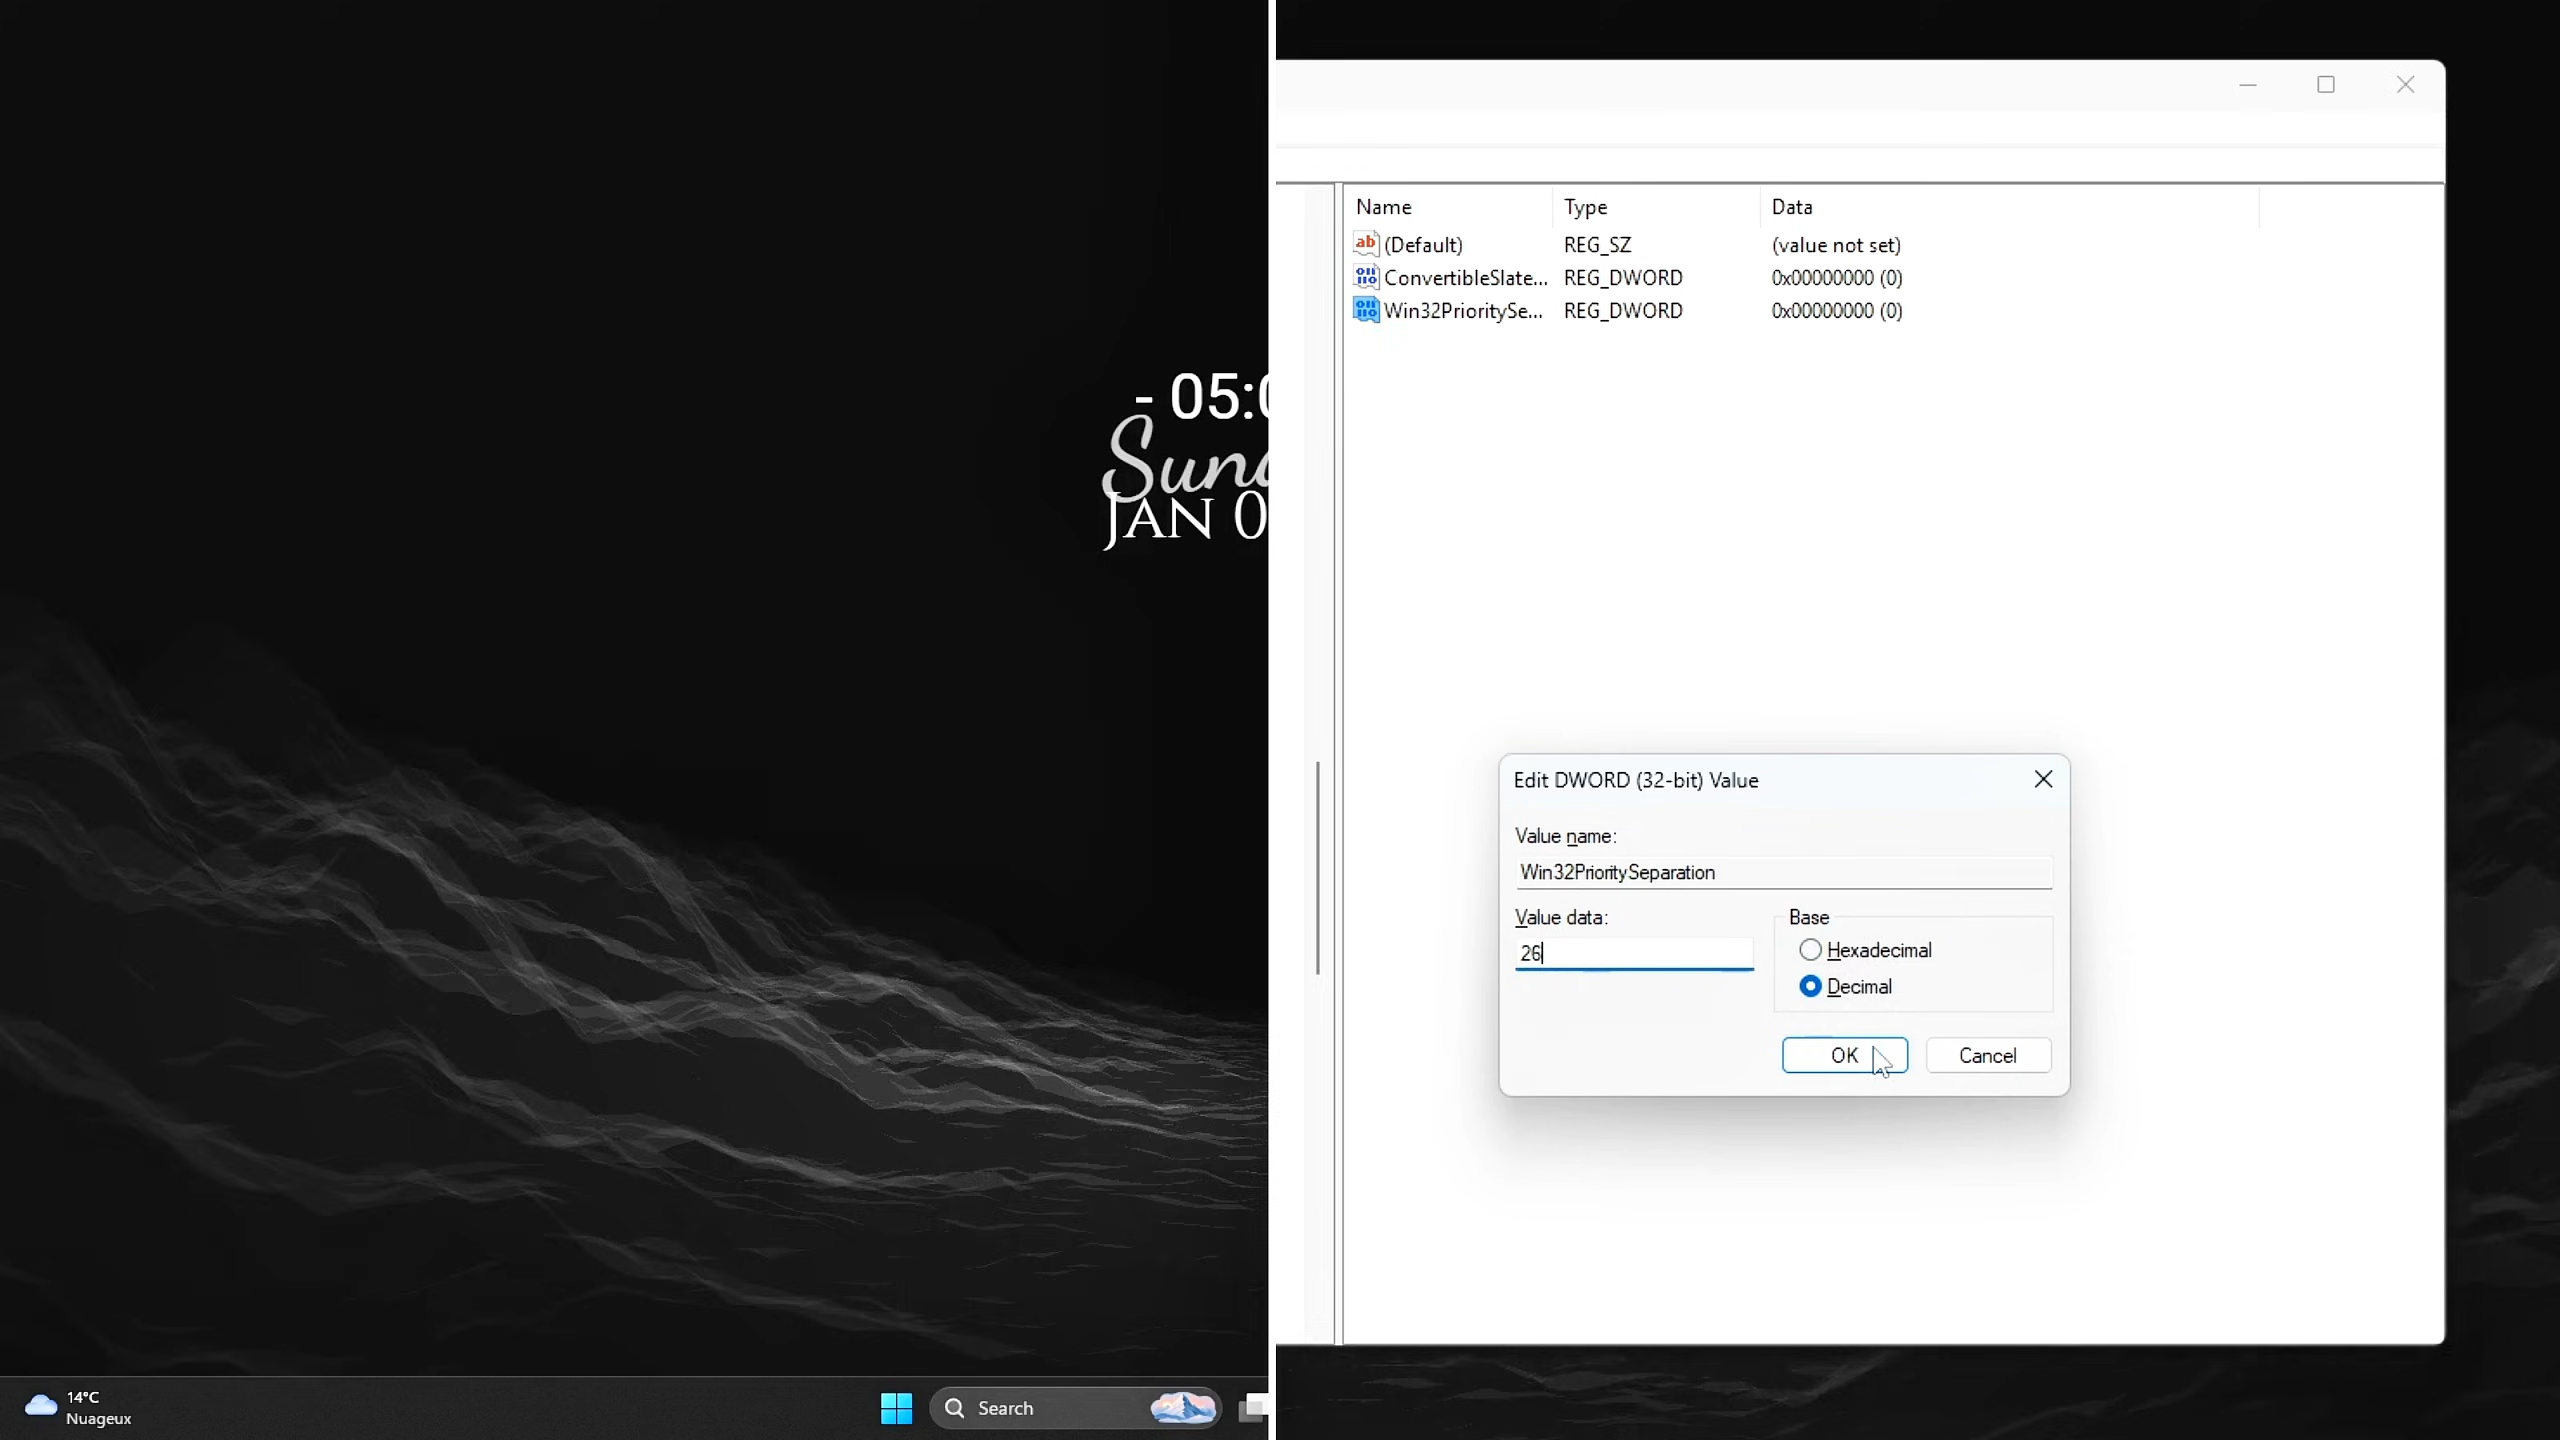 - 05:0
Sund
JAN 0
14°C
Nuageux
Search
Name Type Data
(Default) REG_SZ (value not set)
ConvertibleSlate... REG_DWORD 0x00000000 (0)
Win32PrioritySe... REG_DWORD 0x00000000 (0)
Edit DWORD (32-bit) Value
Value name:
Win32PrioritySeparation
Value data:
26
Base
Hexadecimal
Decimal
OK Cancel